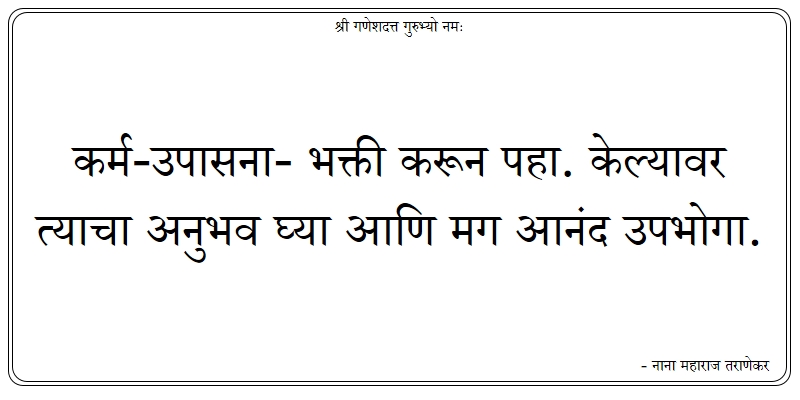 श्री गणेशदत्त गुरुभ्यो नमः
कर्म-उपासना- भक्ती करून पहा. केल्यावर
त्याचा अनुभव घ्या आणि मग आनंद उपभोगा.
- नाना महाराज तराणेकर